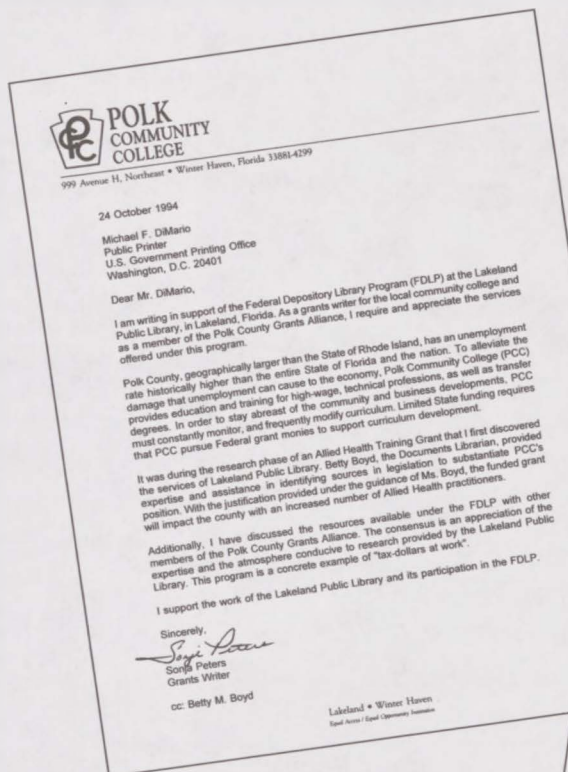 PCC
POLK
COMMUNITY
COLLEGE
999 Avenue H, Northeast • Winter Haven, Florida 33881-4299
24 October 1994
Michael F. DiMario
Public Printer
U.S. Government Printing Office
Washington, D.C. 20401
Dear Mr. DiMario,
I am writing in support of the Federal Depository Library Program (FDLP) at the Lakeland
Public Library, in Lakeland, Florida. As a grants writer for the local community college and
as a member of the Polk County Grants Alliance, I require and appreciate the services
offered under this program.
Polk County, geographically larger than the State of Rhode Island, has an unemployment
rate historically higher than the entire State of Florida and the nation. To alleviate the
damage that unemployment can cause to the economy, Polk Community College (PCC)
provides education and training for high-wage, technical professions, as well as transfer
degrees. In order to stay abreast of the community and business developments, PCC
must constantly monitor, and frequently modify curriculum. Limited State funding requires
that PCC pursue Federal grant monies to support curriculum development.
It was during the research phase of an Allied Health Training Grant that I first discovered
the services of Lakeland Public Library. Betty Boyd, the Documents Librarian, provided
expertise and assistance in identifying sources in legislation to substantiate PCC's
position. With the justification provided under the guidance of Ms. Boyd, the funded grant
will impact the county with an increased number of Allied Health practitioners.
Additionally, I have discussed the resources available under the FDLP with other
members of the Polk County Grants Alliance. The consensus is an appreciation of the
expertise and the atmosphere conducive to research provided by the Lakeland Public
Library. This program is a concrete example of "tax-dollars at work".
I support the work of the Lakeland Public Library and its participation in the FDLP.
Sincerely,
Sonja Peters
Sonja Peters
Grants Writer
cc: Betty M. Boyd
Lakeland • Winter Haven
Equal Access / Equal Opportunity Institution